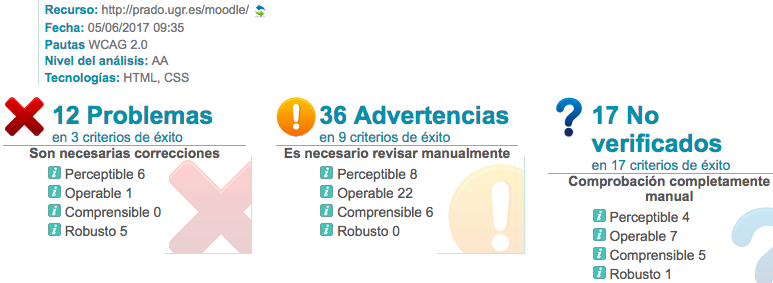 Recurso: http://prado.ugr.es/moodle/
Fecha: 05/06/2017 09:35
Pautas WCAG 2.0
Nivel del análisis: AA
Tecnologías: HTML, CSS
12 Problemas
en 3 criterios de éxito
Son necesarias correcciones
Perceptible 6
Operable 1
Comprensible 0
Robusto 5
36 Advertencias
en 9 criterios de éxito
Es necesario revisar manualmente
Perceptible 8
Operable 22
Comprensible 6
Robusto 0
17 No
verificados
en 17 criterios de éxito
Comprobación completamente
manual
Perceptible 4
Operable 7
Comprensible 5
Robusto 1